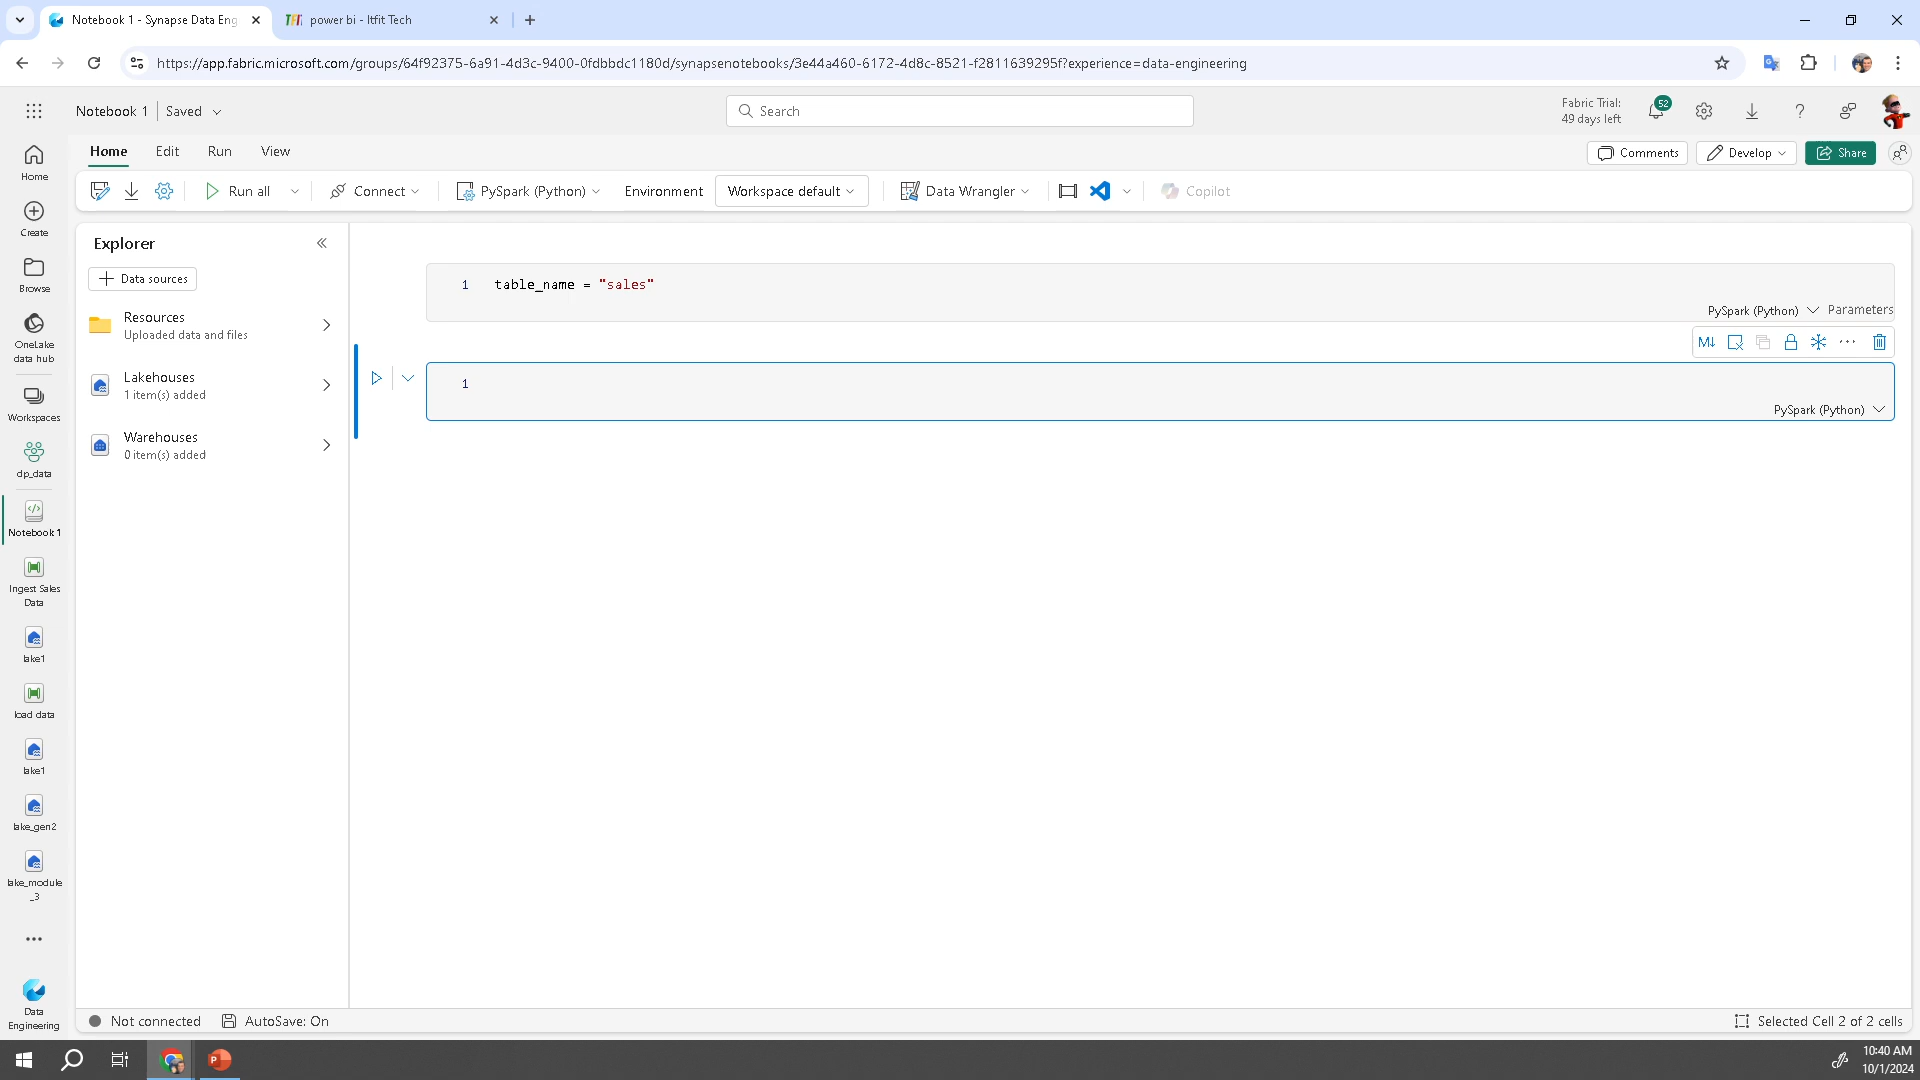 Notebook 1 - Synapse Data Eng
power bi - Itfit Tech
https://app.fabric.microsoft.com/groups/64f92375-6a91-4d3c-9400-0fdbbdc1180d/synapsenotebooks/3e44a460-6172-4d8c-8521-f2811639295f?experience=data-engineering
Notebook 1
Saved
Search
Fabric Trial:
49 days left
52
Home
Edit
Run
View
Comments
Develop
Share
Run all
Connect
PySpark (Python)
Environment
Workspace default
Data Wrangler
Copilot
Home
Create
Browse
OneLake
data hub
Workspaces
dp_data
Notebook 1
Ingest Sales
Data
lake1
load data
lake1
lake_gen2
lake_module
_3
Data
Engineering
Explorer
Data sources
Resources
Uploaded data and files
Lakehouses
1 item(s) added
Warehouses
0 item(s) added
1 table_name = "sales"
PySpark (Python)
Parameters
M↓
1
PySpark (Python)
Not connected
AutoSave: On
Selected Cell 2 of 2 cells
10:40 AM
10/1/2024